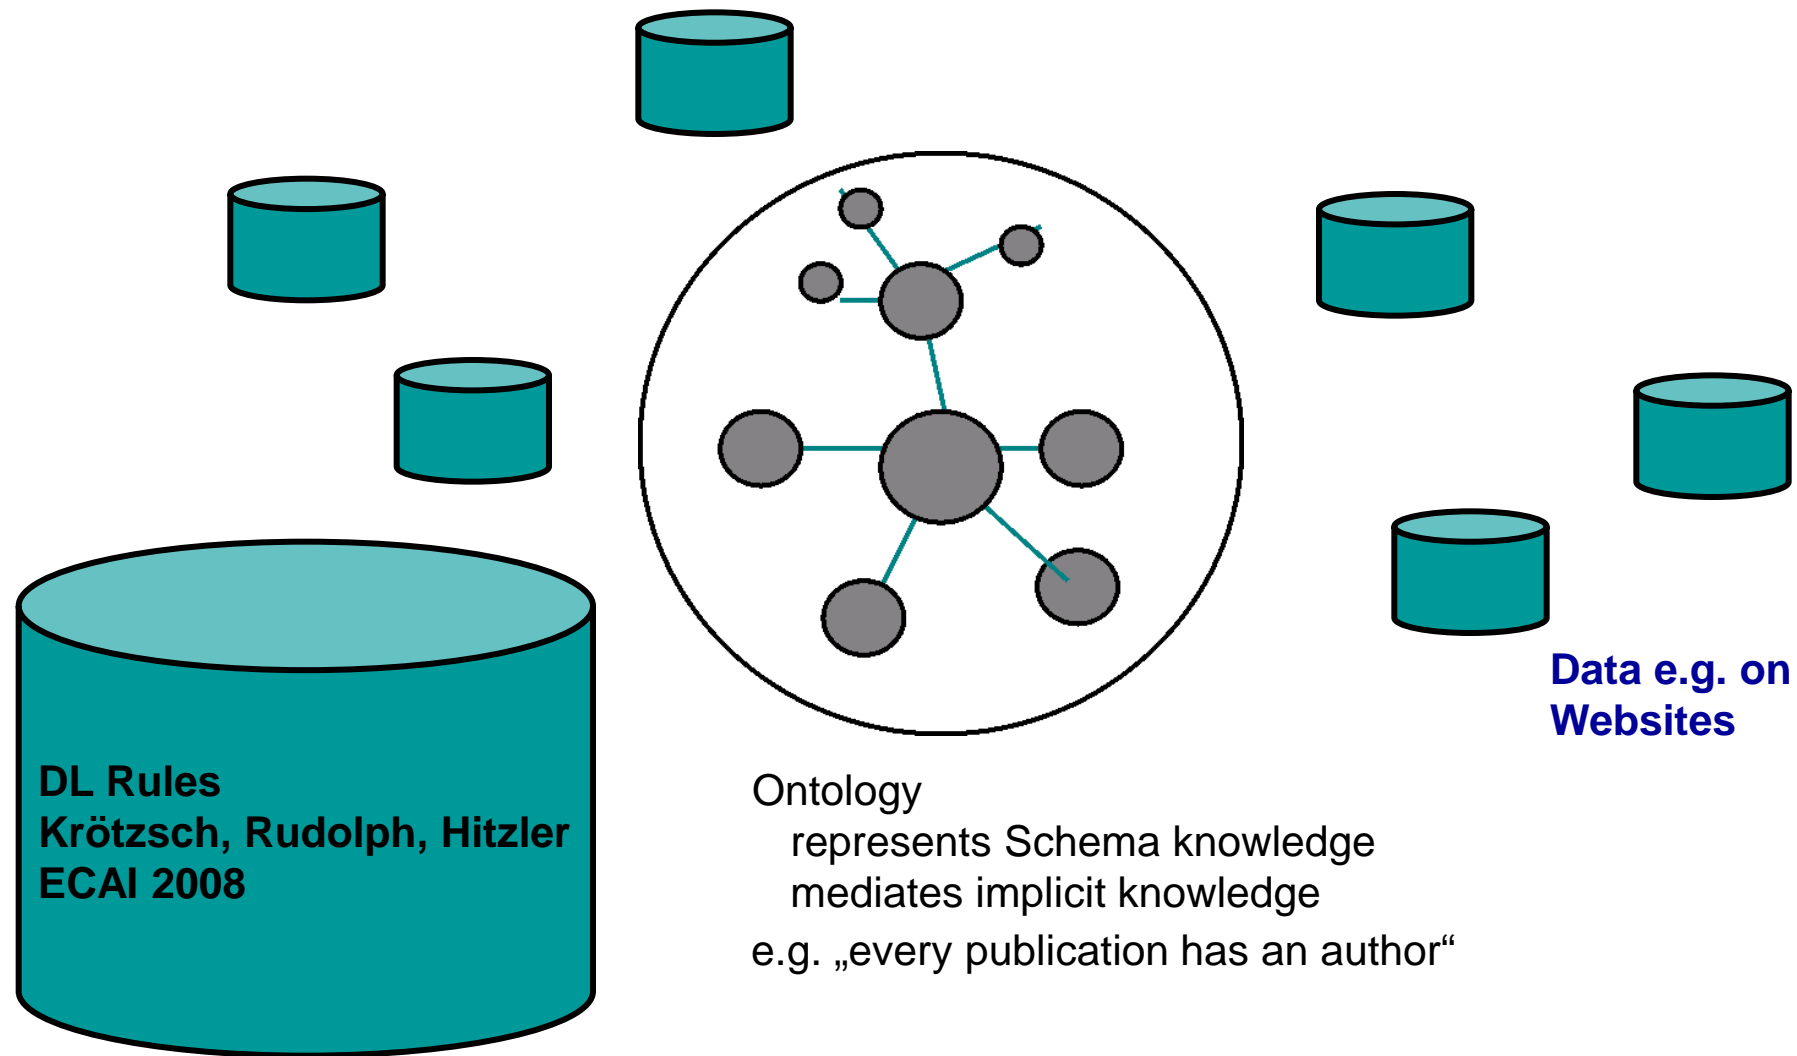 DL Rules
Krötzsch, Rudolph, Hitzler
ECAI 2008
Ontology
represents Schema knowledge
mediates implicit knowledge
e.g. „every publication has an author“
Data e.g. on
Websites